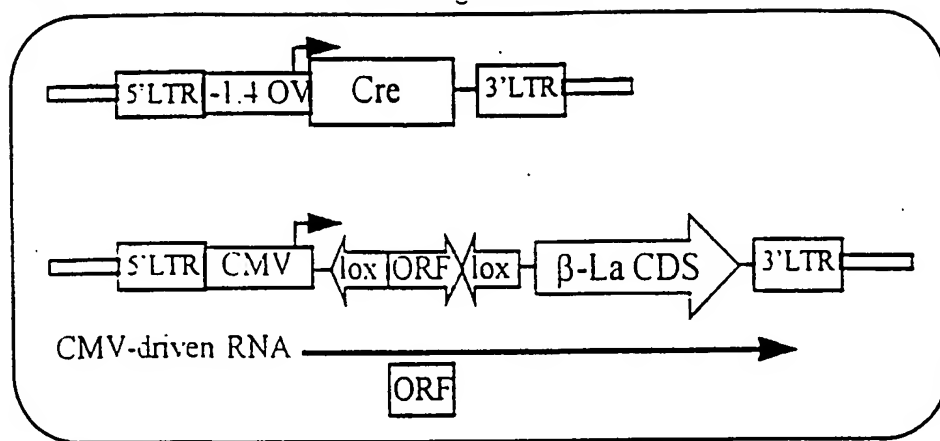 5'LTR -1.4 OV Cre 3'LTR
5'LTR CMV lox ORF lox β-La CDS 3'LTR
CMV-driven RNA
ORF